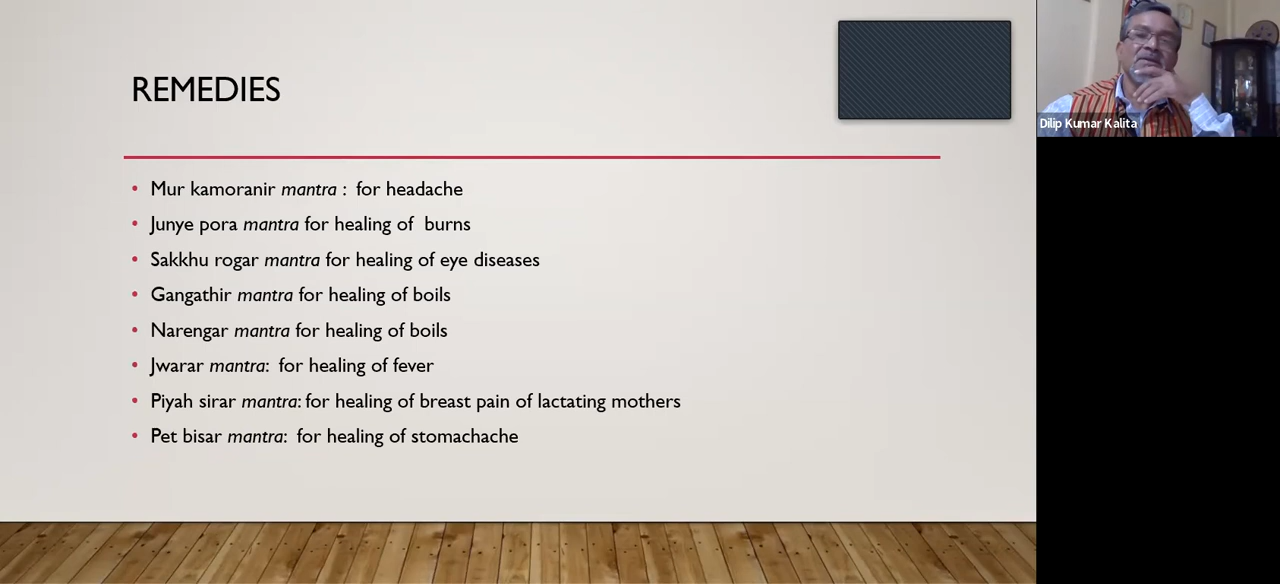 REMEDIES
Mur kamoranir mantra : for headache
Junye pora mantra for healing of burns
Sakkhu rogar mantra for healing of eye diseases
Gangathir mantra for healing of boils
Narengar mantra for healing of boils
Jwarar mantra: for healing of fever
Piyah sirar mantra: for healing of breast pain of lactating mothers
Pet bisar mantra: for healing of stomachache
Dilip Kumar Kalita